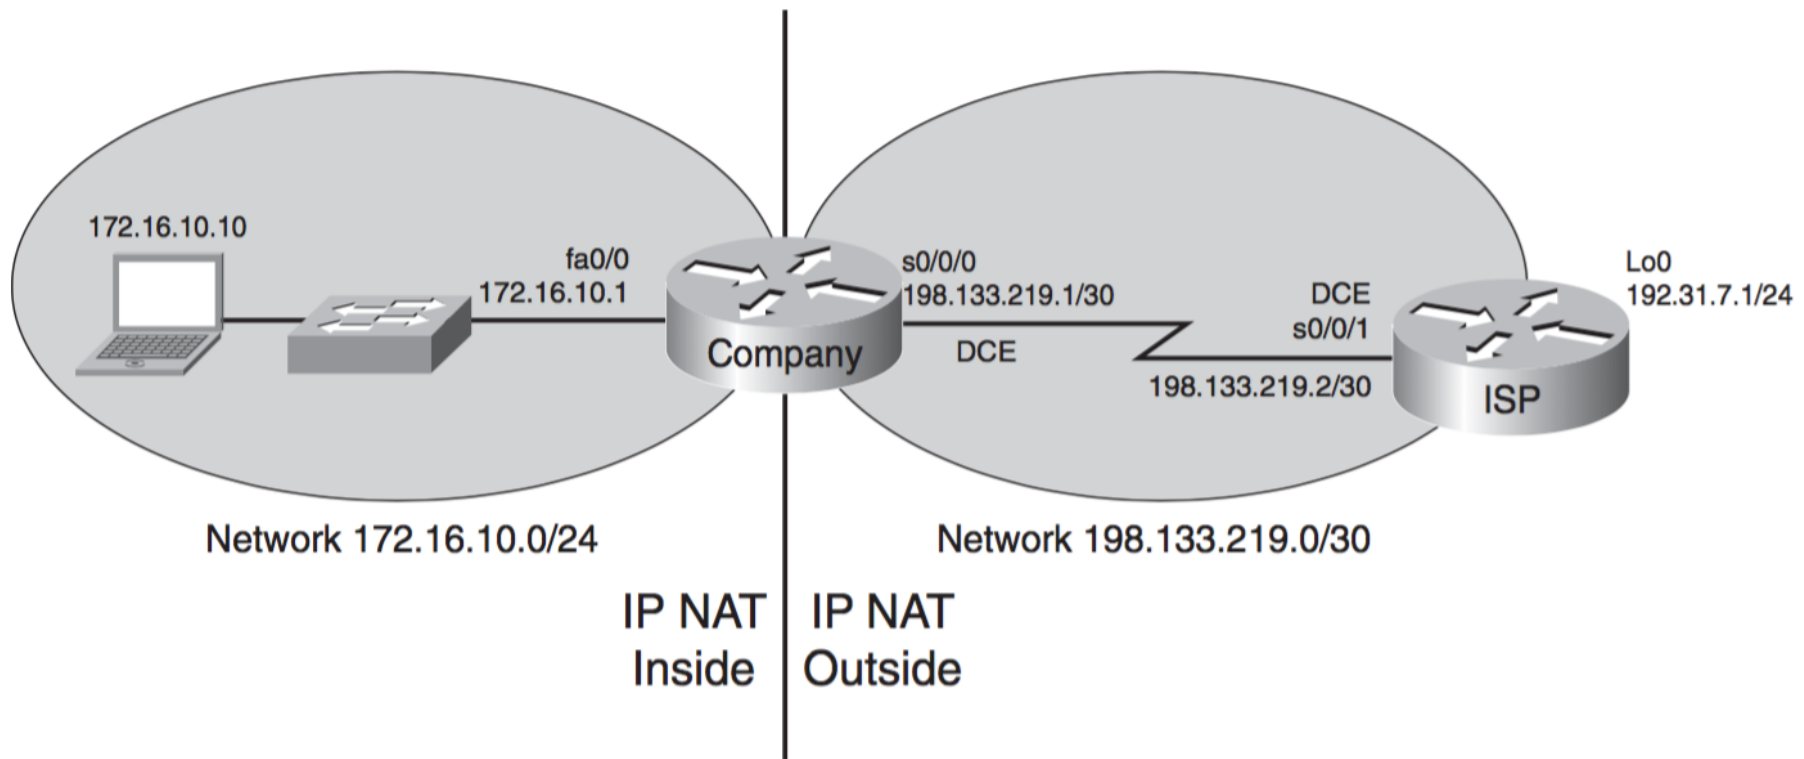 172.16.10.10
fa0/0
172.16.10.1
Company
s0/0/0
198.133.219.1/30
DCE
DCE
s0/0/1
198.133.219.2/30
ISP
Lo0
192.31.7.1/24
Network 172.16.10.0/24
Network 198.133.219.0/30
IP NAT
Inside
IP NAT
Outside